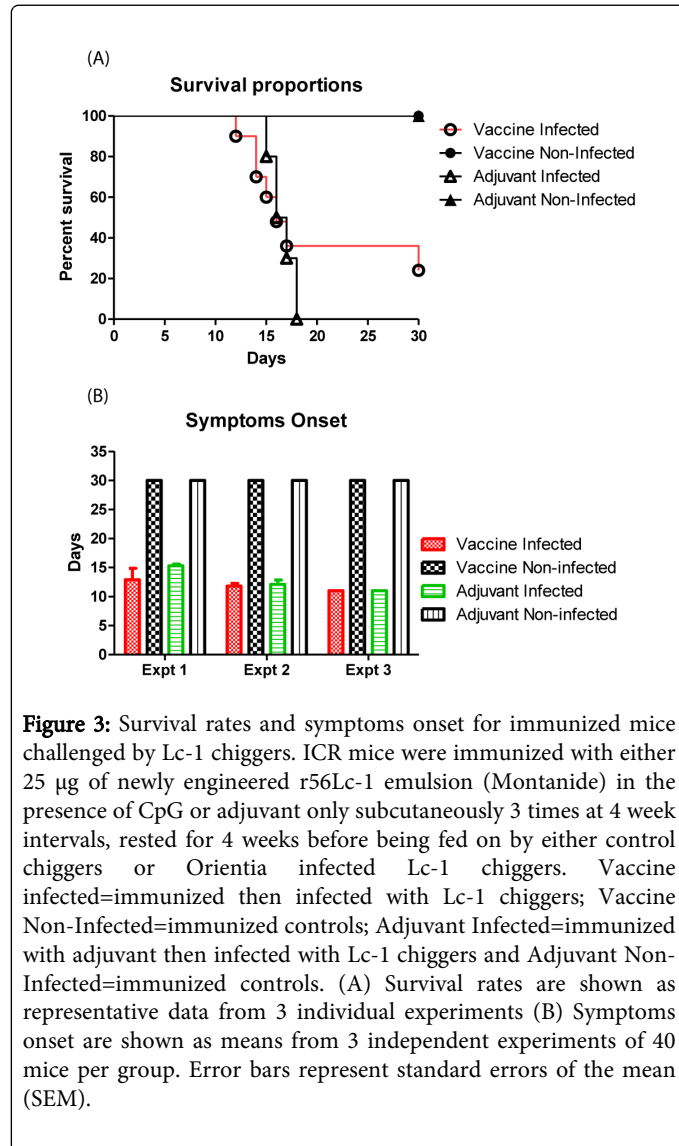 (A)
Survival proportions
100
80
60
40
20
0
Percent survival
0 5 10 15 20 25 30
Days
Vaccine Infected
Vaccine Non-Infected
Adjuvant Infected
Adjuvant Non-Infected
(B)
Symptoms Onset
35
30
25
20
15
10
5
0
Days
Expt 1 Expt 2 Expt 3
Vaccine Infected
Vaccine Non-infected
Adjuvant Infected
Adjuvant Non-infected
Figure 3: Survival rates and symptoms onset for immunized mice
challenged by Lc-1 chiggers. ICR mice were immunized with either
25 µg of newly engineered r56Lc-1 emulsion (Montanide) in the
presence of CpG or adjuvant only subcutaneously 3 times at 4 week
intervals, rested for 4 weeks before being fed on by either control
chiggers or Orientia infected Lc-1 chiggers. Vaccine
infected=immunized then infected with Lc-1 chiggers; Vaccine
Non-Infected=immunized controls; Adjuvant Infected=immunized
with adjuvant then infected with Lc-1 chiggers and Adjuvant Non-
Infected=immunized controls. (A) Survival rates are shown as
representative data from 3 individual experiments (B) Symptoms
onset are shown as means from 3 independent experiments of 40
mice per group. Error bars represent standard errors of the mean
(SEM).